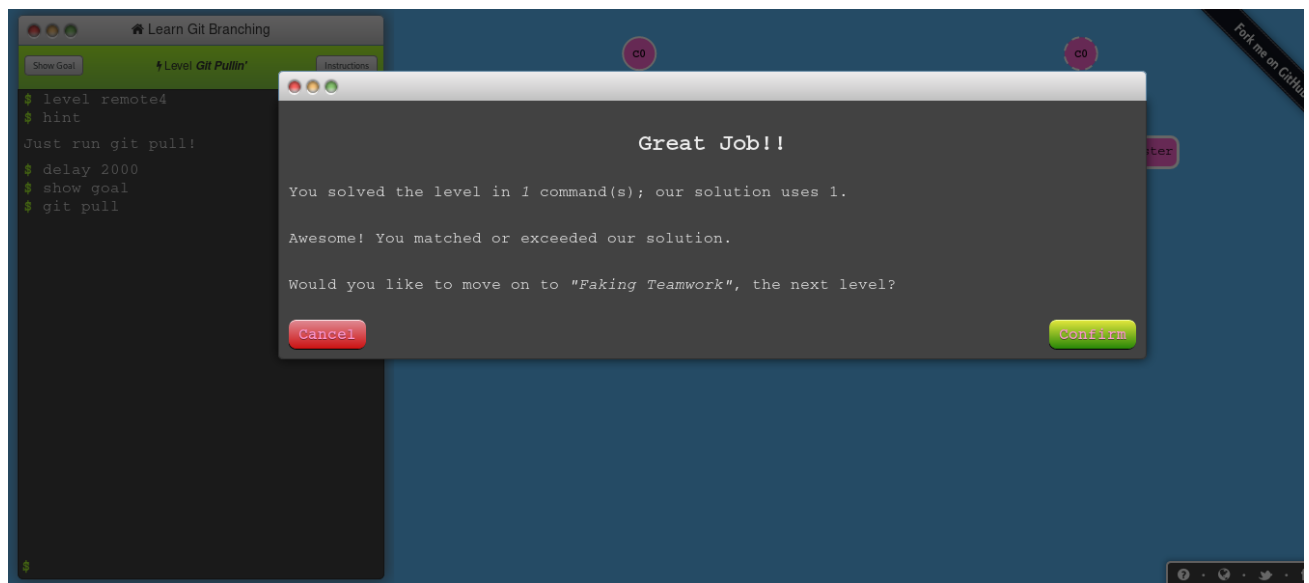 Learn Git Branching
Show Goal
Level Git Pullin'
Instructions
$ level remote4
$ hint
Just run git pull!
$ delay 2000
$ show goal
$ git pull
$
c0
c0
Fork me on GitHub
Great Job!!
You solved the level in 1 command(s); our solution uses 1.
Awesome! You matched or exceeded our solution.
Would you like to move on to "Faking Teamwork", the next level?
Cancel
Confirm